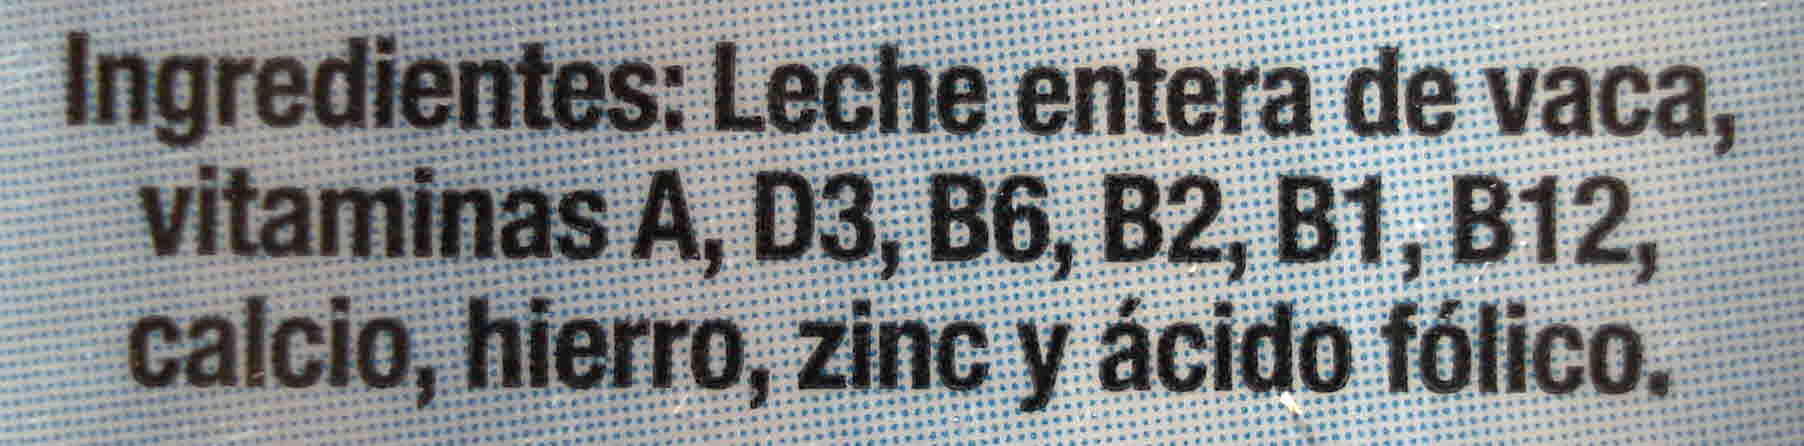 Ingredientes: Leche entera de vaca,
vitaminas A, D3, B6, B2, B1, B12,
calcio, hierro, zinc y ácido fólico.